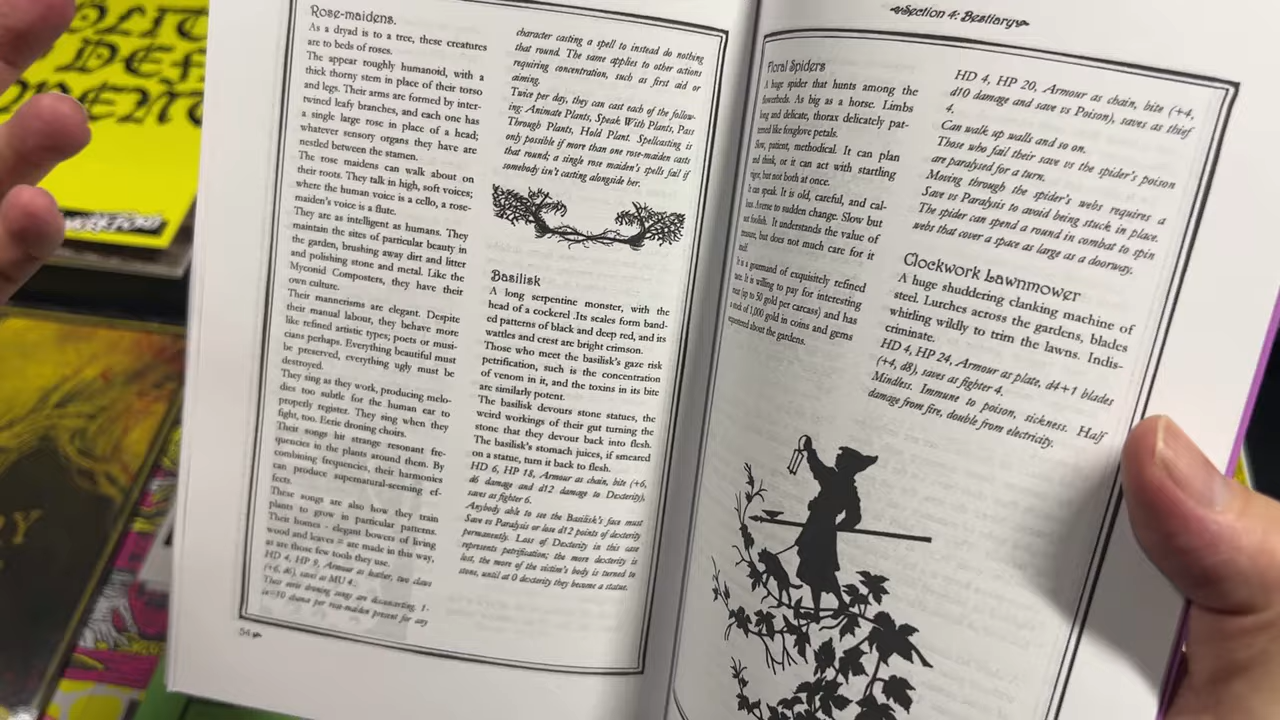 Rose-maidens.
As a dryad is to a tree, these creatures
are to beds of roses.
The appear roughly humanoid, with a
thick thorny stem in place of their torso
and legs. Their arms are formed by inter-
twined leafy branches, and each one has
a single large rose in place of a head;
whatever sensory organs they have are
nestled between the stamen.
The rose maidens can walk about on
their roots. They talk in high, soft voices;
where the human voice is a cello, a rose-
maiden's voice is a flute.
They are as intelligent as humans. They
maintain the sites of particular beauty in
the garden, brushing away dirt and litter
and polishing stone and metal. Like the
Myconid Composters, they have their
own culture.
Their mannerisms are elegant. Despite
their manual labour, they behave more
like refined artistic types; poets or musi-
cians perhaps. Everything beautiful must
be preserved, everything ugly must be
destroyed.
They sing as they work, producing melo-
dies too subtle for the human ear to
properly register. They sing when they
fight, too. Eerie droning choirs.
Their songs hit strange resonant fre-
quencies in the plants around them. By
combining frequencies, their harmonies
can produce supernatural-seeming ef-
fects.
These songs are also how they train
plants to grow in particular patterns.
Their homes - elegant bowers of living
wood and leaves = are made in this way,
as are those few tools they use.
HD 4, HP 9, Armour as leather, two claws
(+6, d6), saves as MU 4.
Their eerie droning songs are disconcerting. 1-
in-10 chance per rose-maiden present for any
54
character casting a spell to instead do nothing
that round. The same applies to other actions
requiring concentration, such as first aid or
aiming.
Twice per day, they can cast each of the follow-
ing: Animate Plants, Speak With Plants, Pass
Through Plants, Hold Plant. Spellcasting is
only possible if more than one rose-maiden casts
that round; a single rose maiden's spells fail if
somebody isn't casting alongside her.
Basilisk
A long serpentine monster, with the
head of a cockerel .Its scales form band-
ed patterns of black and deep red, and its
wattles and crest are bright crimson.
Those who meet the basilisk's gaze risk
petrification, such is the concentration
of venom in it, and the toxins in its bite
are similarly potent.
The basilisk devours stone statues, the
weird workings of their gut turning the
stone that they devour back into flesh.
The basilisk's stomach juices, if smeared
on a statue, turn it back to flesh.
HD 6, HP 18, Armour as chain, bite (+6,
d6 damage and d12 damage to Dexterity),
saves as fighter 6.
Anybody able to see the Basilisk's face must
Save vs Paralysis or lose d12 points of dexterity
permanently. Loss of Dexterity in this case
represents petrification; the more dexterity is
lost, the more of the victim's body is turned to
stone, until at 0 dexterity they become a statue.
Section 4: Bestiary
Floral Spiders
A huge spider that hunts among the
flowerbeds. As big as a horse. Limbs
long and delicate, thorax delicately pat-
terned like foxglove petals.
Slow, patient, methodical. It can plan
and think, or it can act with startling
vigor, but not both at once.
It can speak. It is old, careful, and cal-
lous. Averse to sudden change. Slow but
not foolish. It understands the value of
treasure, but does not much care for it
itself.
It is a gourmand of exquisitely refined
taste. It is willing to pay for interesting
meat (up to 50 gold per carcass) and has
a stash of 1,000 gold in coins and gems
squirreled about the gardens.
HD 4, HP 20, Armour as chain, bite (+4,
d10 damage and save vs Poison), saves as thief
4.
Can walk up walls and so on.
Those who fail their save vs the spider's poison
are paralysed for a turn.
Moving through the spider's webs requires a
Save vs Paralysis to avoid being stuck in place.
The spider can spend a round in combat to spin
webs that cover a space as large as a doorway.
Clockwork Lawnmower
A huge shuddering clanking machine of
steel. Lurches across the gardens, blades
whirling wildly to trim the lawns. Indis-
criminate.
HD 4, HP 24, Armour as plate, d4+1 blades
(+4, d8), saves as fighter 4.
Mindless. Immune to poison, sickness. Half
damage from fire, double from electricity.